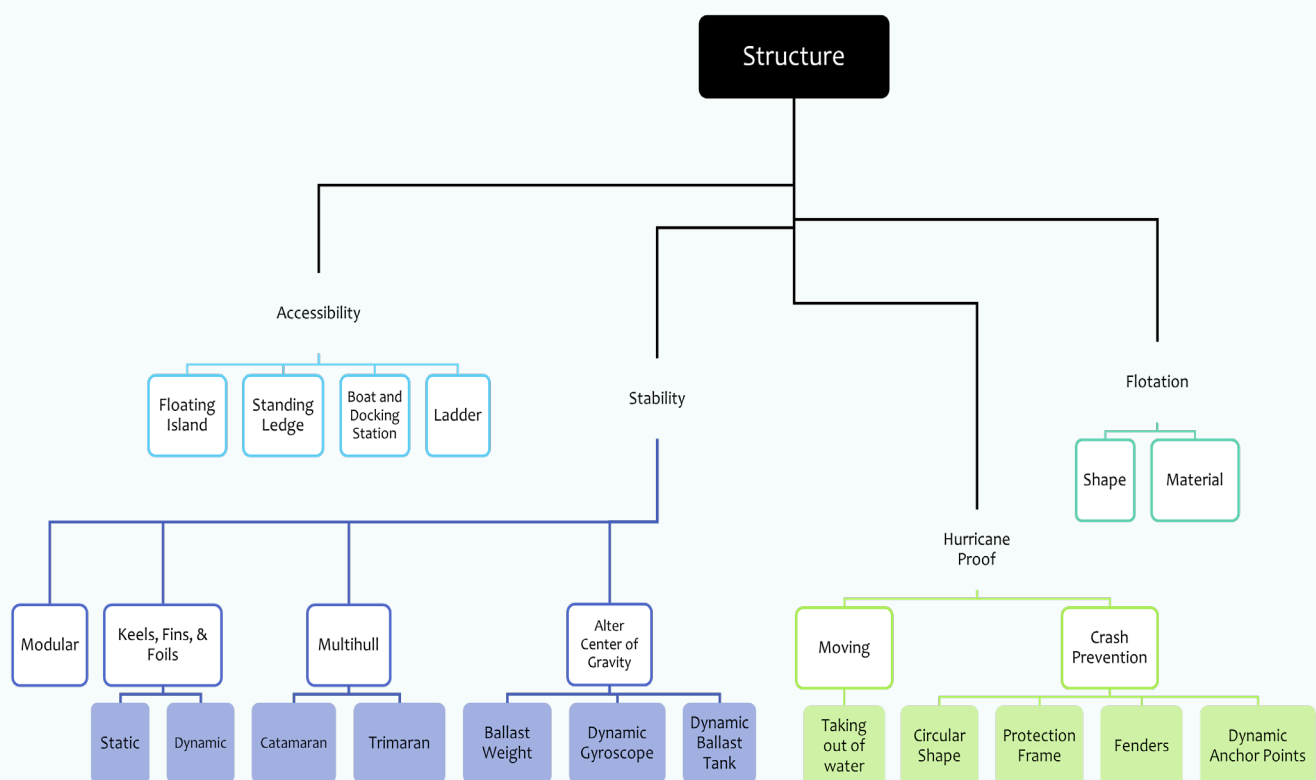 Structure
Accessibility
Floating
Island
Standing
Ledge
Boat and
Docking
Station
Ladder
Stability
Flotation
Shape
Material
Hurricane
Proof
Modular
Keels, Fins, &
Foils
Multihull
Alter
Center of
Gravity
Moving
Crash
Prevention
Static
Dynamic
Catamaran
Trimaran
Ballast
Weight
Dynamic
Gyroscope
Dynamic
Ballast
Tank
Taking
out of
water
Circular
Shape
Protection
Frame
Fenders
Dynamic
Anchor Points